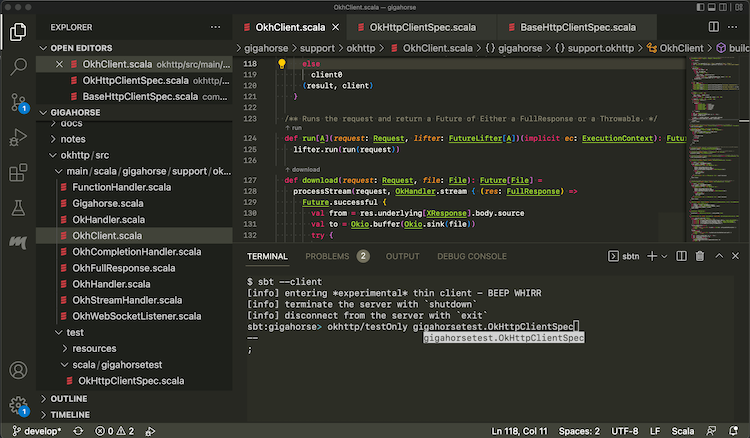 OkhClient.scala — gigahorse
EXPLORER
OPEN EDITORS
OkhClient.scala okhttp/src/main/...
OkHttpClientSpec.scala okhttp/...
BaseHttpClientSpec.scala com...
GIGAHORSE
docs
notes
okhttp/src
main/scala/gigahorse/support/ok...
FunctionHandler.scala
Gigahorse.scala
OkHandler.scala
OkhClient.scala
OkhCompletionHandler.scala
OkhFullResponse.scala
OkhHandler.scala
OkhStreamHandler.scala
OkhWebSocketListener.scala
test
resources
scala/gigahorsetest
OkHttpClientSpec.scala
OUTLINE
TIMELINE
OkhClient.scala OkHttpClientSpec.scala BaseHttpClientSpec.scala
gigahorse > support > okhttp > OkhClient.scala > {} gigahorse > {} support.okhttp > OkhClient > build
118 else
119 client0
120 (result, client)
121 }
122
123 /** Runs the request and return a Future of Either a FullResponse or a Throwable. */
run
124 def run[A](request: Request, lifter: FutureLifter[A])(implicit ec: ExecutionContext): Futu
125 lifter.run(run(request))
126
download
127 def download(request: Request, file: File): Future[File] =
128 processStream(request, OkHandler.stream { (res: FullResponse) =>
129 Future.successful {
130 val from = res.underlying[XResponse].body.source
131 val to = Okio.buffer(Okio.sink(file))
132 try {
TERMINAL PROBLEMS 2 OUTPUT DEBUG CONSOLE sbtn
$ sbt --client
[info] entering *experimental* thin client - BEEP WHIRR
[info] terminate the server with `shutdown`
[info] disconnect from the server with `exit`
sbt:gigahorse> okhttp/testOnly gigahorsetest.OkHttpClientSpec
--
gigahorsetest.OkHttpClientSpec
;
1
1
develop* 0 2 Ln 118, Col 11 Spaces: 2 UTF-8 LF Scala